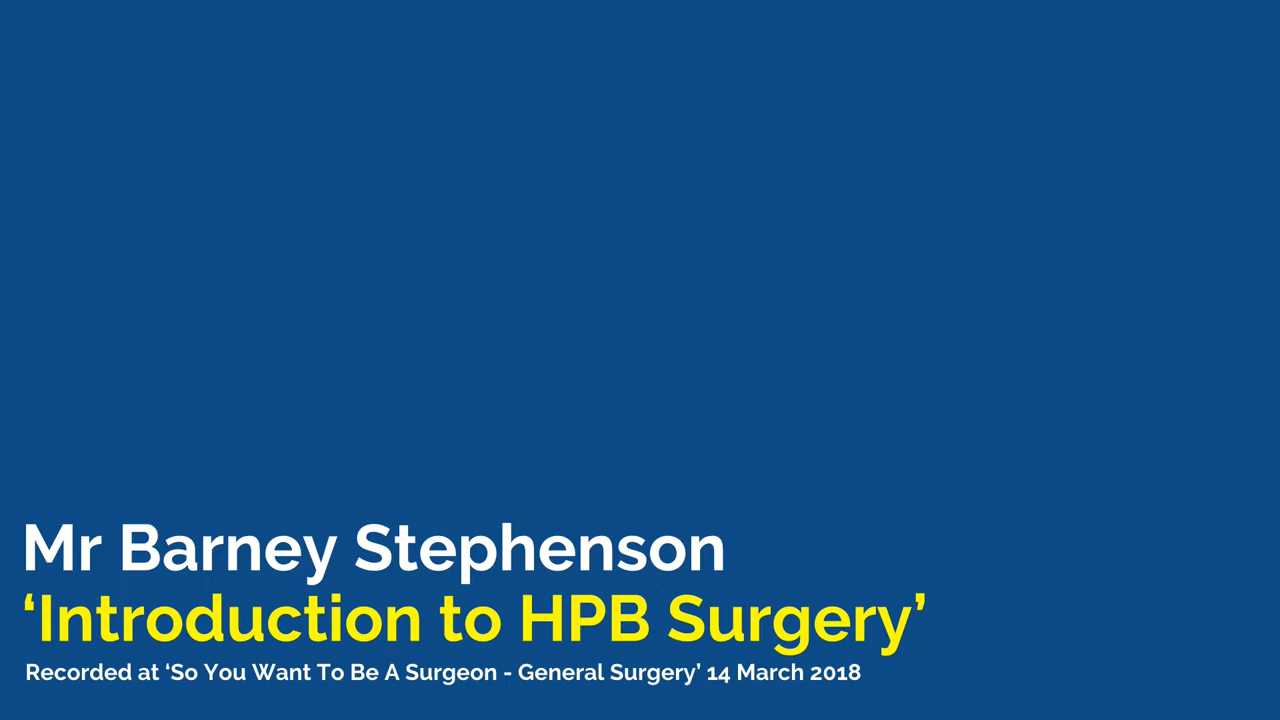 Mr Barney Stephenson
‘Introduction to HPB Surgery’
Recorded at ‘So You Want To Be A Surgeon - General Surgery’ 14 March 2018